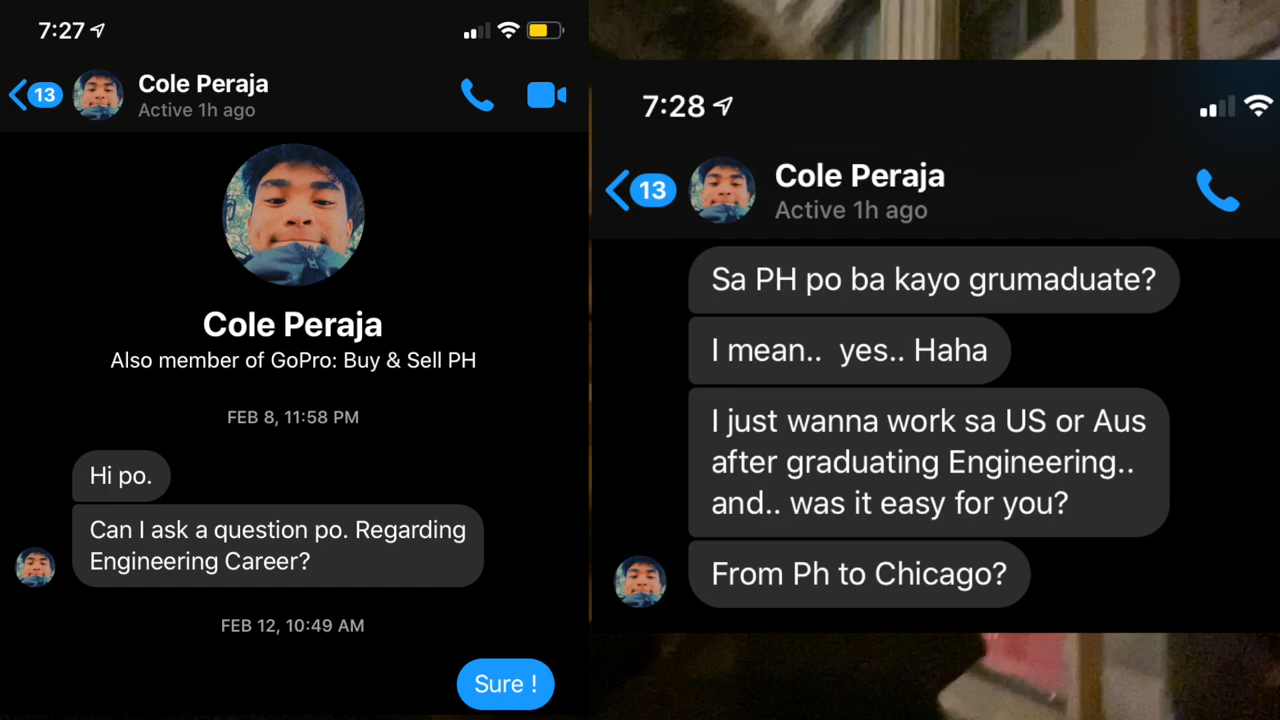 7:27
13
Cole Peraja
Active 1h ago
Cole Peraja
Also member of GoPro: Buy & Sell PH
FEB 8, 11:58 PM
Hi po.
Can I ask a question po. Regarding
Engineering Career?
FEB 12, 10:49 AM
Sure !
7:28
13
Cole Peraja
Active 1h ago
Sa PH po ba kayo grumaduate?
I mean..  yes.. Haha
I just wanna work sa US or Aus
after graduating Engineering..
and.. was it easy for you?
From Ph to Chicago?